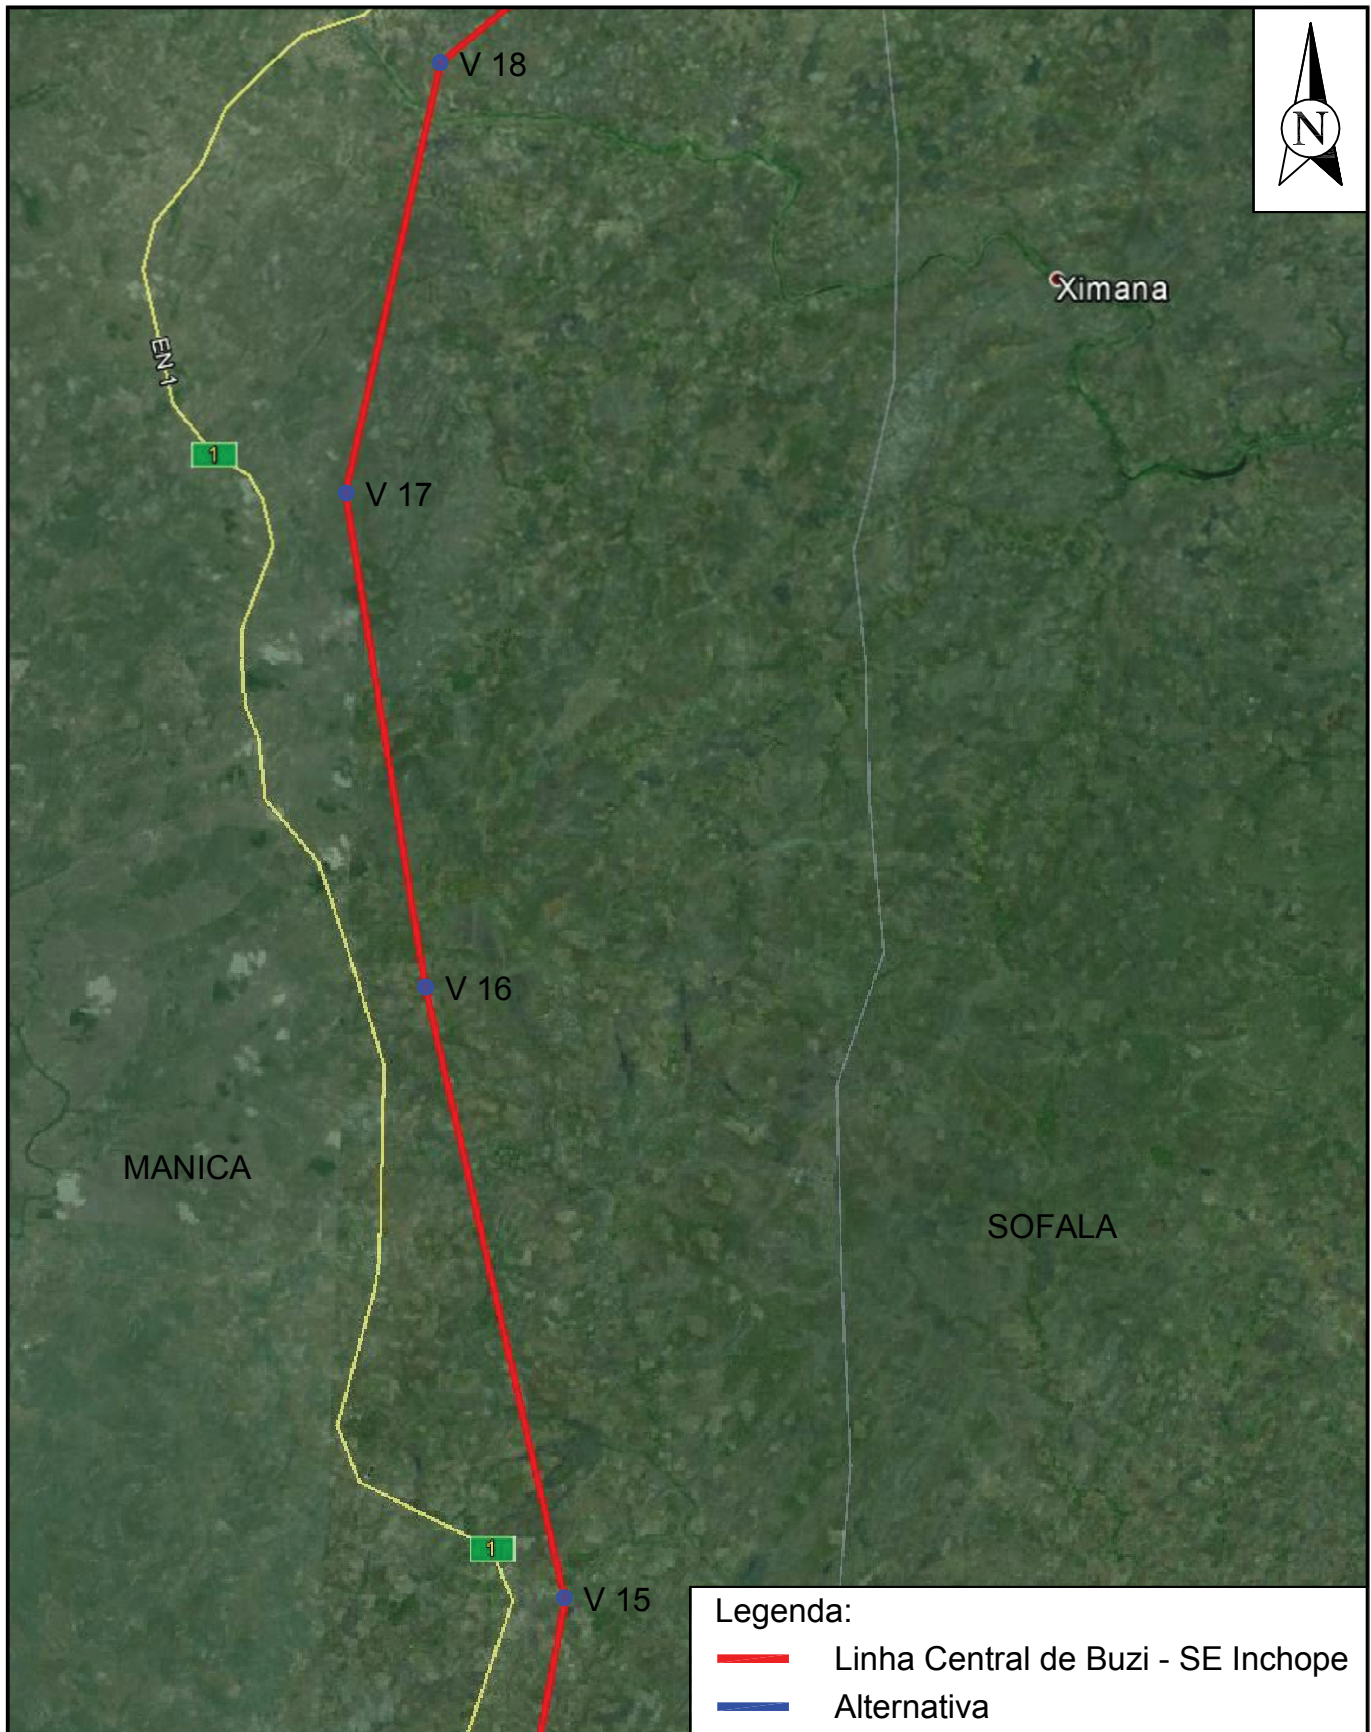 V 18
N
Ximana
EN-1
1
V 17
V 16
MANICA
SOFALA
1
V 15
Legenda:
Linha Central de Buzi - SE Inchope
Alternativa